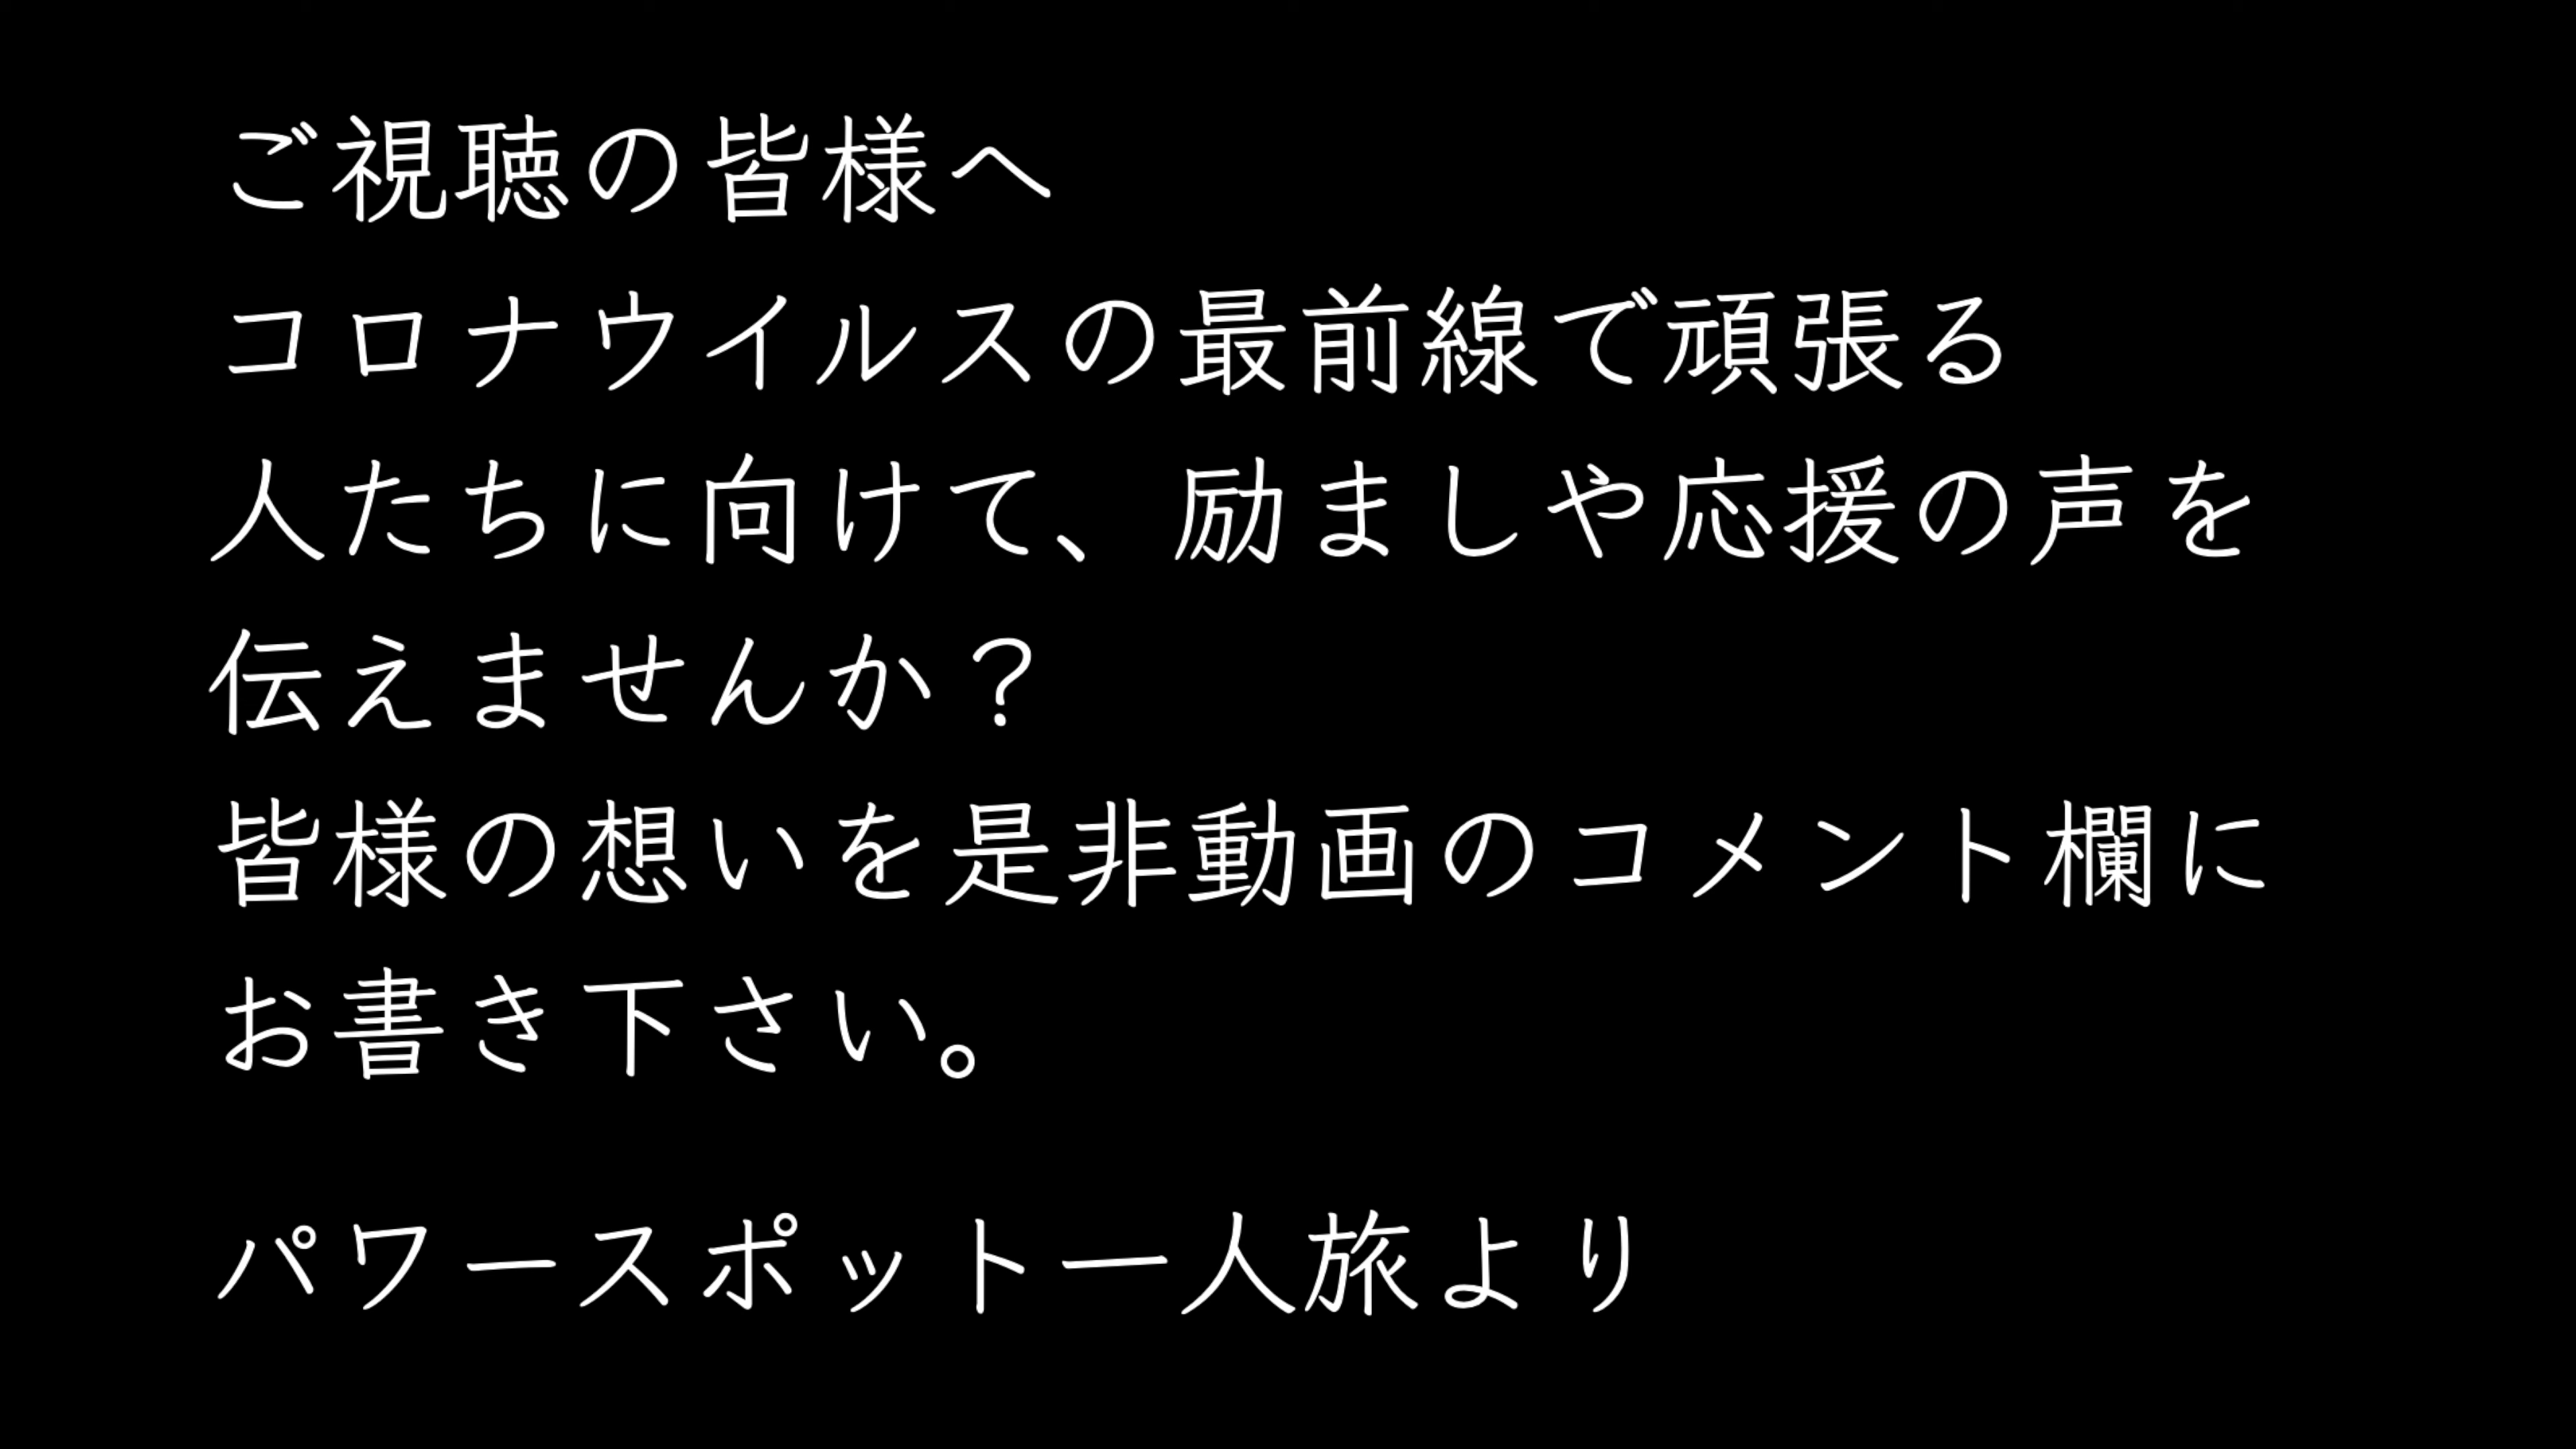 ご視聴の皆様へ
コロナウイルスの最前線で頑張る
人たちに向けて、励ましや応援の声を
伝えませんか？
皆様の想いを是非動画のコメント欄に
お書き下さい。
パワースポット一人旅より